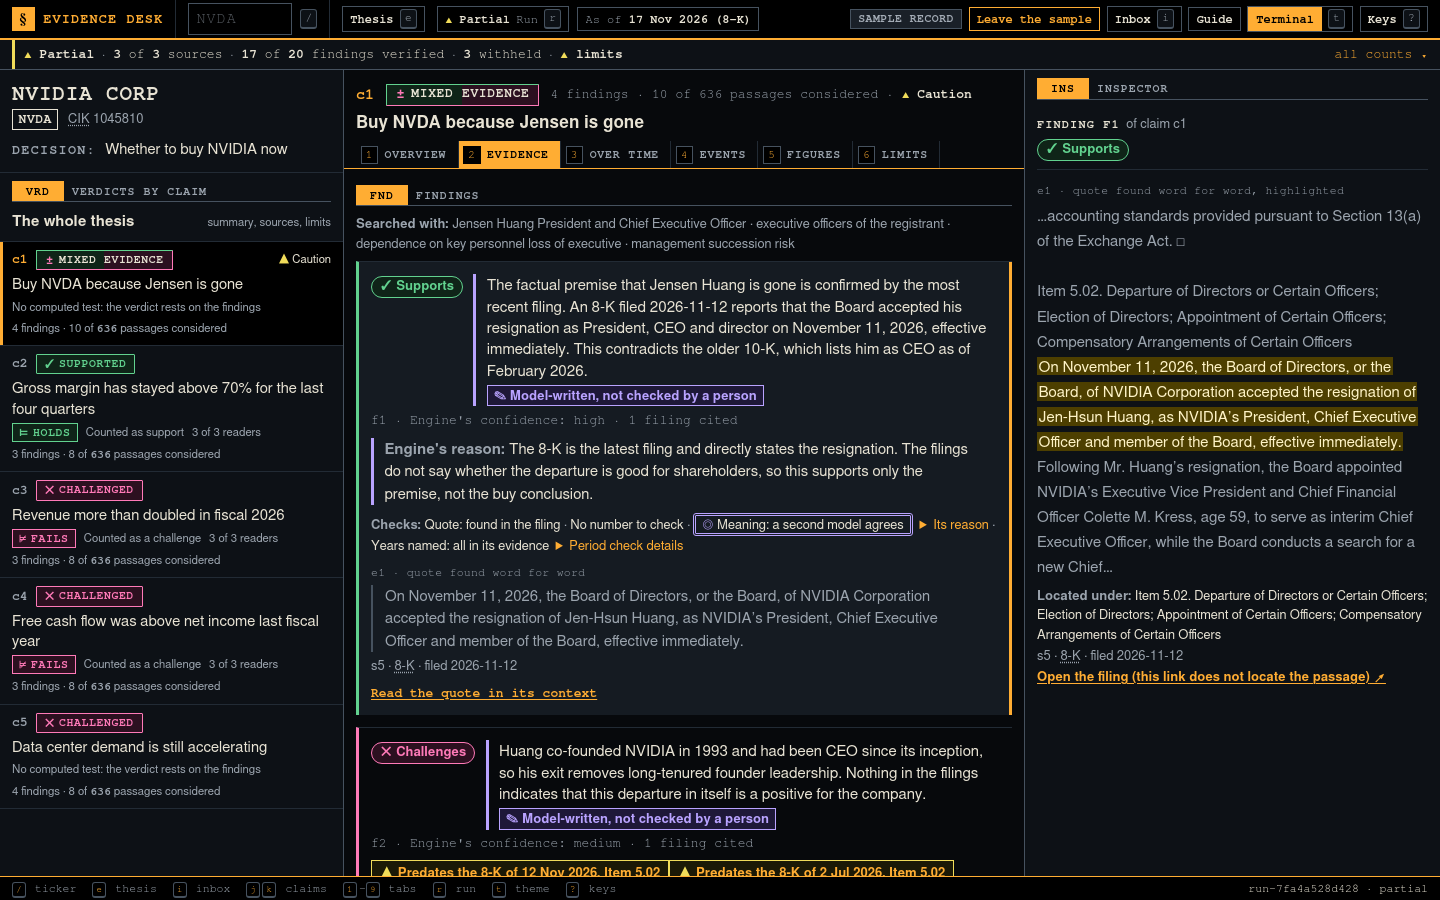 § EVIDENCE DESK NVDA / Thesis e ▲ Partial Run r As of 17 Nov 2026 (8-K) SAMPLE RECORD Leave the sample Inbox i Guide Terminal t Keys ?
▲ Partial · 3 of 3 sources · 17 of 20 findings verified · 3 withheld · ▲ limits all counts ▾
NVIDIA CORP
NVDA CIK 1045810
DECISION: Whether to buy NVIDIA now
VRD VERDICTS BY CLAIM
The whole thesis summary, sources, limits
c1 ± MIXED EVIDENCE ▲ Caution
Buy NVDA because Jensen is gone
No computed test: the verdict rests on the findings
4 findings · 10 of 636 passages considered
c2 ✓ SUPPORTED
Gross margin has stayed above 70% for the last
four quarters
⊨ HOLDS Counted as support 3 of 3 readers
3 findings · 8 of 636 passages considered
c3 ✕ CHALLENGED
Revenue more than doubled in fiscal 2026
⊭ FAILS Counted as a challenge 3 of 3 readers
3 findings · 8 of 636 passages considered
c4 ✕ CHALLENGED
Free cash flow was above net income last fiscal
year
⊭ FAILS Counted as a challenge 3 of 3 readers
3 findings · 8 of 636 passages considered
c5 ✕ CHALLENGED
Data center demand is still accelerating
No computed test: the verdict rests on the findings
4 findings · 8 of 636 passages considered
c1 ± MIXED EVIDENCE 4 findings · 10 of 636 passages considered · ▲ Caution
Buy NVDA because Jensen is gone
1 OVERVIEW 2 EVIDENCE 3 OVER TIME 4 EVENTS 5 FIGURES 6 LIMITS
FND FINDINGS
Searched with: Jensen Huang President and Chief Executive Officer · executive officers of the registrant ·
dependence on key personnel loss of executive · management succession risk
✓ Supports
The factual premise that Jensen Huang is gone is confirmed by the most
recent filing. An 8-K filed 2026-11-12 reports that the Board accepted his
resignation as President, CEO and director on November 11, 2026, effective
immediately. This contradicts the older 10-K, which lists him as CEO as of
February 2026.
✎ Model-written, not checked by a person
f1 · Engine's confidence: high · 1 filing cited
Engine's reason: The 8-K is the latest filing and directly states the resignation. The filings
do not say whether the departure is good for shareholders, so this supports only the
premise, not the buy conclusion.
Checks: Quote: found in the filing · No number to check · ◎ Meaning: a second model agrees ▶ Its reason ·
Years named: all in its evidence ▶ Period check details
e1 · quote found word for word
On November 11, 2026, the Board of Directors, or the Board, of NVIDIA Corporation
accepted the resignation of Jen-Hsun Huang, as NVIDIA's President, Chief Executive
Officer and member of the Board, effective immediately.
s5 · 8-K · filed 2026-11-12
Read the quote in its context
✕ Challenges
Huang co-founded NVIDIA in 1993 and had been CEO since its inception,
so his exit removes long-tenured founder leadership. Nothing in the filings
indicates that this departure in itself is a positive for the company.
✎ Model-written, not checked by a person
f2 · Engine's confidence: medium · 1 filing cited
▲ Predates the 8-K of 12 Nov 2026, Item 5.02 ▲ Predates the 8-K of 2 Jul 2026, Item 5.02
INS INSPECTOR
FINDING F1 of claim c1
✓ Supports
e1 · quote found word for word, highlighted
…accounting standards provided pursuant to Section 13(a)
of the Exchange Act. ☐
Item 5.02. Departure of Directors or Certain Officers;
Election of Directors; Appointment of Certain Officers;
Compensatory Arrangements of Certain Officers
On November 11, 2026, the Board of Directors, or the
Board, of NVIDIA Corporation accepted the resignation of
Jen-Hsun Huang, as NVIDIA's President, Chief Executive
Officer and member of the Board, effective immediately.
Following Mr. Huang's resignation, the Board appointed
NVIDIA's Executive Vice President and Chief Financial
Officer Colette M. Kress, age 59, to serve as interim Chief
Executive Officer, while the Board conducts a search for a
new Chief…
Located under: Item 5.02. Departure of Directors or Certain Officers;
Election of Directors; Appointment of Certain Officers; Compensatory
Arrangements of Certain Officers
s5 · 8-K · filed 2026-11-12
Open the filing (this link does not locate the passage) ↗
/ ticker e thesis i inbox j k claims 1-9 tabs r run t theme ? keys run-7fa4a528d428 · partial